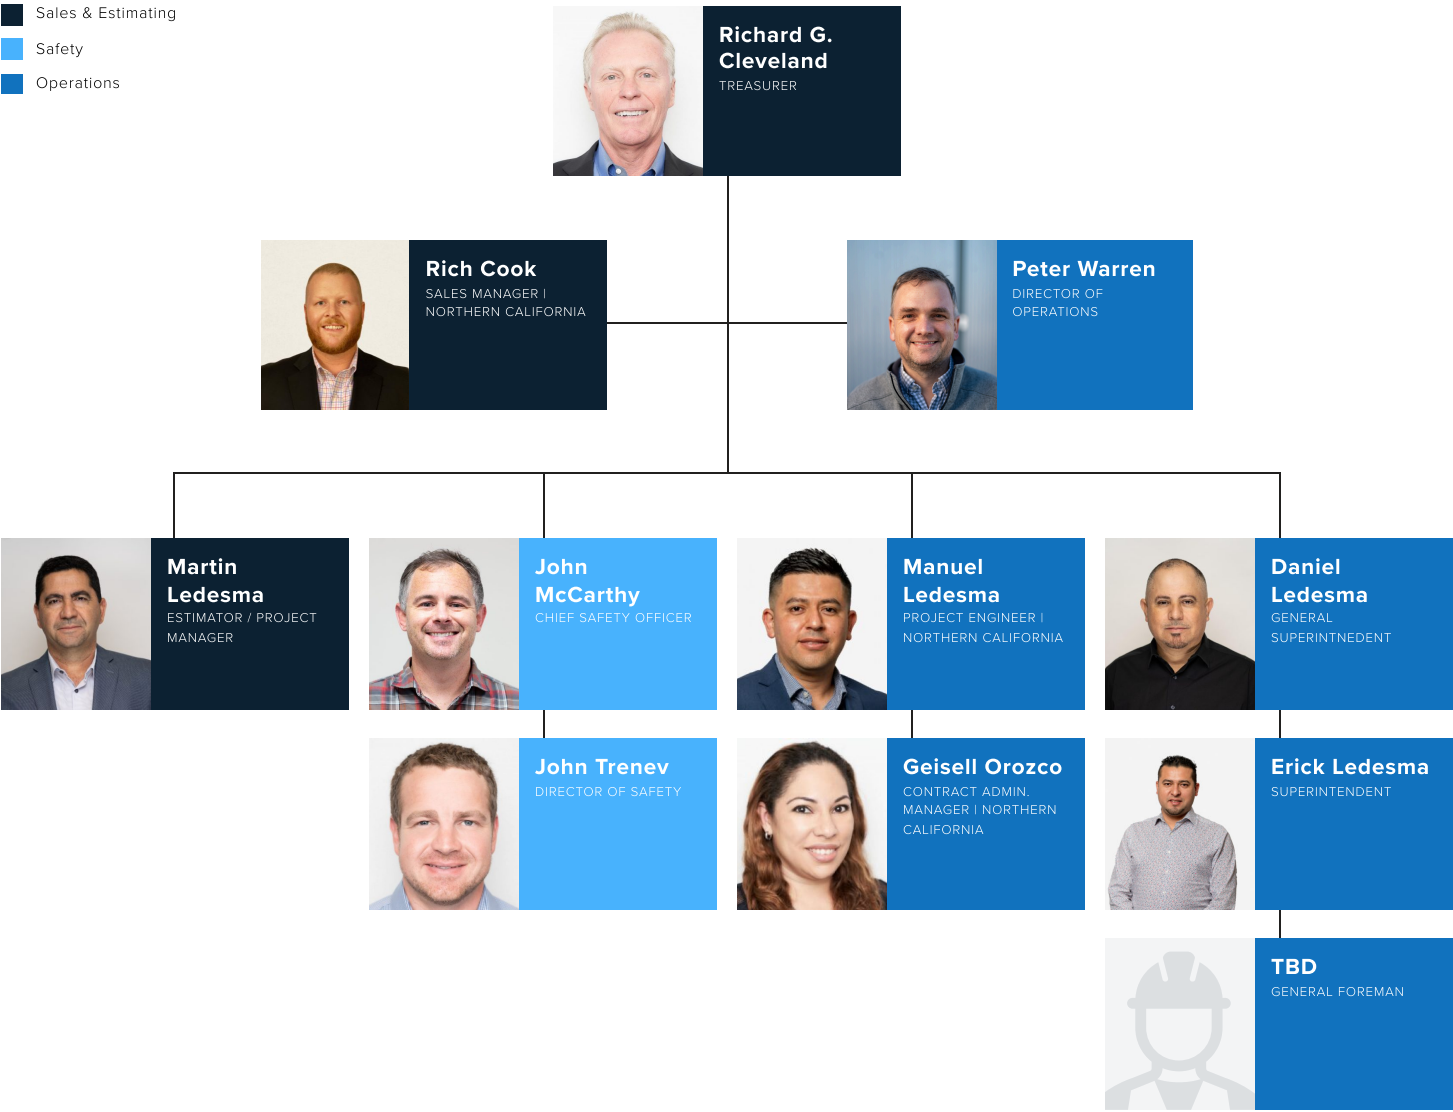 Sales & Estimating
Safety
Operations
Richard G.
Cleveland
TREASURER
Rich Cook
SALES MANAGER |
NORTHERN CALIFORNIA
Peter Warren
DIRECTOR OF
OPERATIONS
Martin
Ledesma
ESTIMATOR / PROJECT
MANAGER
John
McCarthy
CHIEF SAFETY OFFICER
Manuel
Ledesma
PROJECT ENGINEER |
NORTHERN CALIFORNIA
Daniel
Ledesma
GENERAL
SUPERINTNEDENT
John Trenev
DIRECTOR OF SAFETY
Geisell Orozco
CONTRACT ADMIN.
MANAGER | NORTHERN
CALIFORNIA
Erick Ledesma
SUPERINTENDENT
TBD
GENERAL FOREMAN